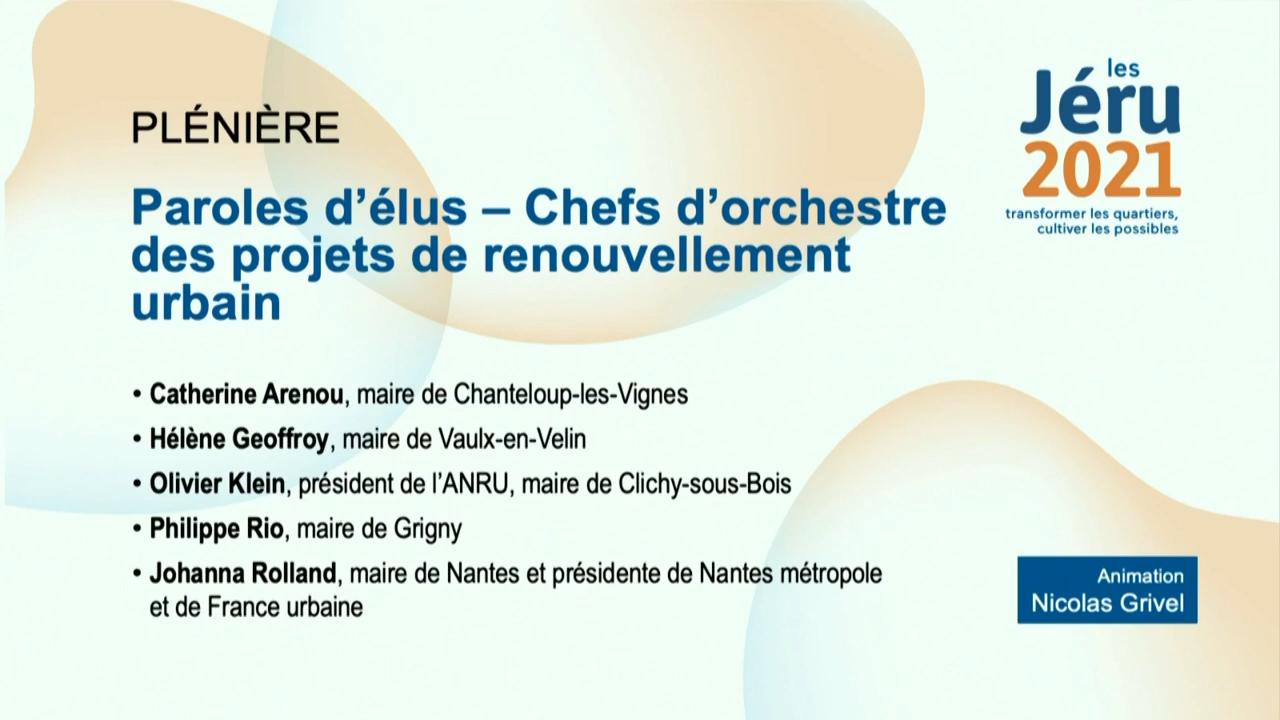 PLÉNIÈRE
Paroles d’élus – Chefs d’orchestre
des projets de renouvellement
urbain
• Catherine Arenou, maire de Chanteloup-les-Vignes
• Hélène Geoffroy, maire de Vaulx-en-Velin
• Olivier Klein, président de l’ANRU, maire de Clichy-sous-Bois
• Philippe Rio, maire de Grigny
• Johanna Rolland, maire de Nantes et présidente de Nantes métropole
et de France urbaine
les
Jéru
2021
transformer les quartiers,
cultiver les possibles
Animation
Nicolas Grivel